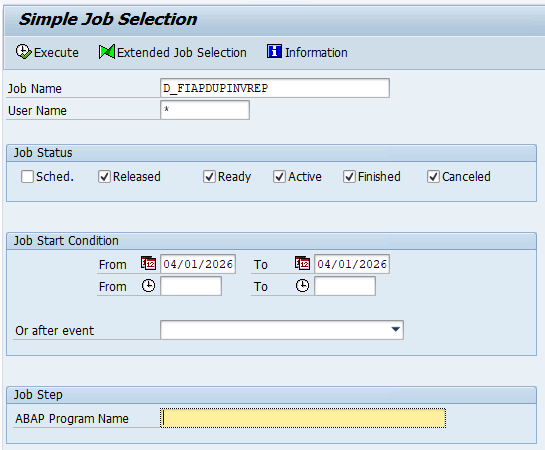 Simple Job Selection
Execute Extended Job Selection Information
Job Name D_FIAPDUPINVREP
User Name *
Job Status
Sched. Released Ready Active Finished Canceled
Job Start Condition
From 04/01/2026 To 04/01/2026
From To
Or after event
Job Step
ABAP Program Name